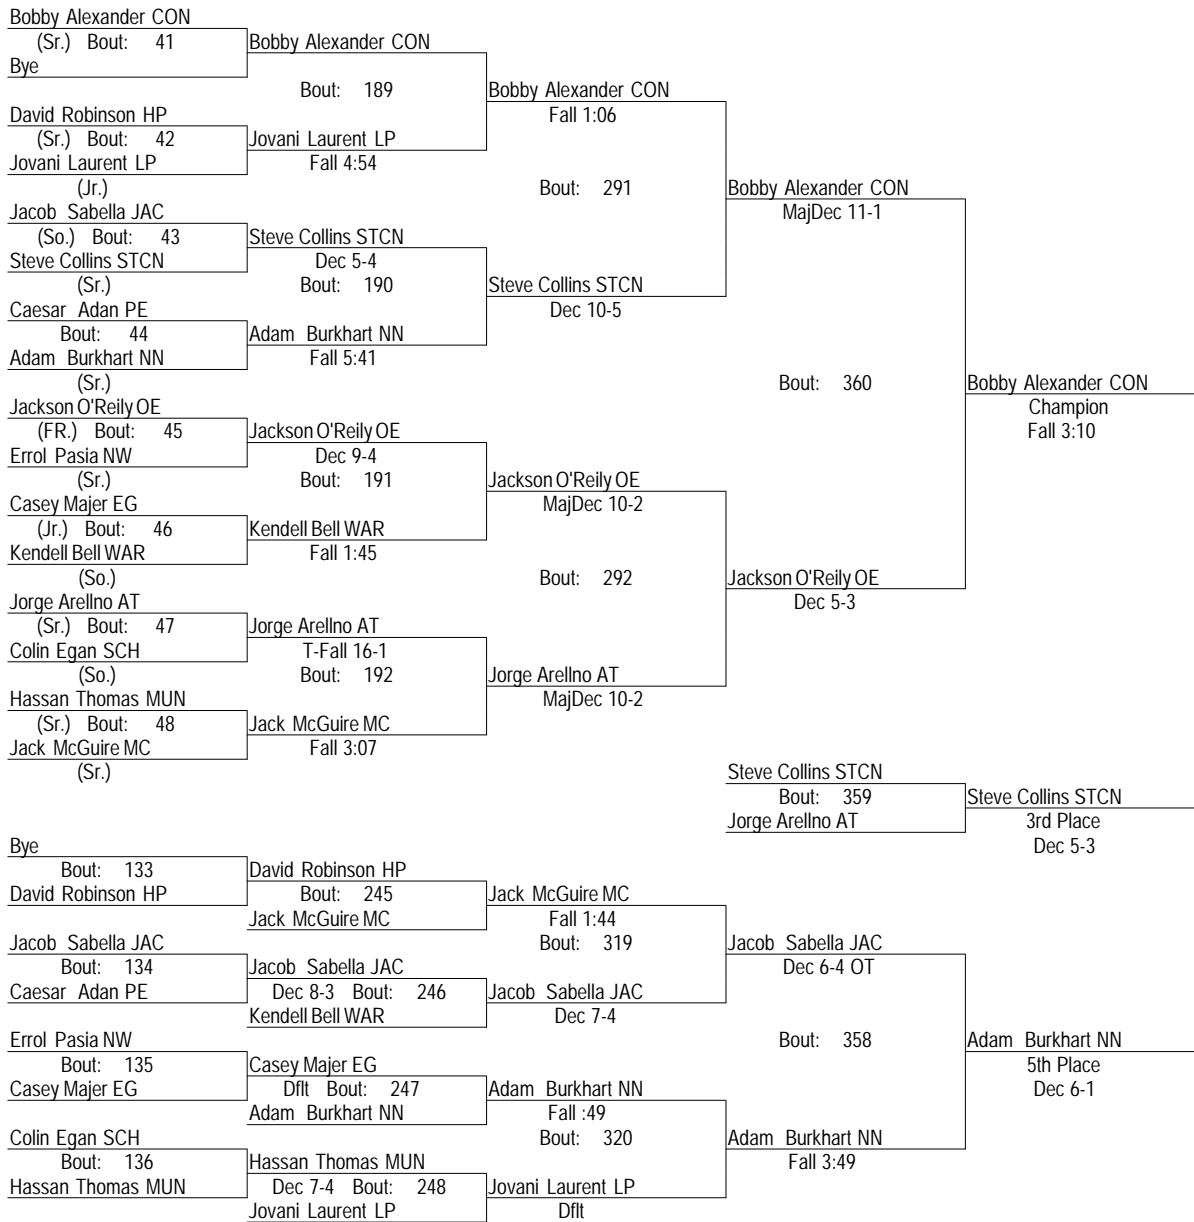 Bobby Alexander CON
(Sr.) Bout: 41
Bobby Alexander CON
Bye
Bout: 189
Bobby Alexander CON
David Robinson HP
Fall 1:06
(Sr.) Bout: 42
Jovani Laurent LP
Jovani Laurent LP
Fall 4:54
(Jr.)
Bout: 291
Bobby Alexander CON
Jacob Sabella JAC
MajDec 11-1
(So.) Bout: 43
Steve Collins STCN
Steve Collins STCN
Dec 5-4
(Sr.)
Bout: 190
Steve Collins STCN
Caesar Adan PE
Dec 10-5
Bout: 44
Adam Burkhart NN
Adam Burkhart NN
Fall 5:41
(Sr.)
Bout: 360
Bobby Alexander CON
Jackson O'Reily OE
Champion
(FR.) Bout: 45
Jackson O'Reily OE
Fall 3:10
Errol Pasia NW
Dec 9-4
(Sr.)
Bout: 191
Jackson O'Reily OE
Casey Majer EG
MajDec 10-2
(Jr.) Bout: 46
Kendell Bell WAR
Kendell Bell WAR
Fall 1:45
(So.)
Bout: 292
Jackson O'Reily OE
Jorge Arellno AT
Dec 5-3
(Sr.) Bout: 47
Jorge Arellno AT
Colin Egan SCH
T-Fall 16-1
(So.)
Bout: 192
Jorge Arellno AT
Hassan Thomas MUN
MajDec 10-2
(Sr.) Bout: 48
Jack McGuire MC
Jack McGuire MC
Fall 3:07
(Sr.)
Steve Collins STCN
Bout: 359
Steve Collins STCN
Jorge Arellno AT
3rd Place
Dec 5-3
Bye
Bout: 133
David Robinson HP
David Robinson HP
Bout: 245
Jack McGuire MC
Jack McGuire MC
Fall 1:44
Jacob Sabella JAC
Bout: 319
Jacob Sabella JAC
Bout: 134
Jacob Sabella JAC
Dec 6-4 OT
Caesar Adan PE
Dec 8-3 Bout: 246
Jacob Sabella JAC
Kendell Bell WAR
Dec 7-4
Errol Pasia NW
Bout: 358
Adam Burkhart NN
Bout: 135
Casey Majer EG
5th Place
Casey Majer EG
Dflt Bout: 247
Adam Burkhart NN
Dec 6-1
Adam Burkhart NN
Fall :49
Colin Egan SCH
Bout: 320
Adam Burkhart NN
Bout: 136
Hassan Thomas MUN
Fall 3:49
Hassan Thomas MUN
Dec 7-4 Bout: 248
Jovani Laurent LP
Jovani Laurent LP
Dflt